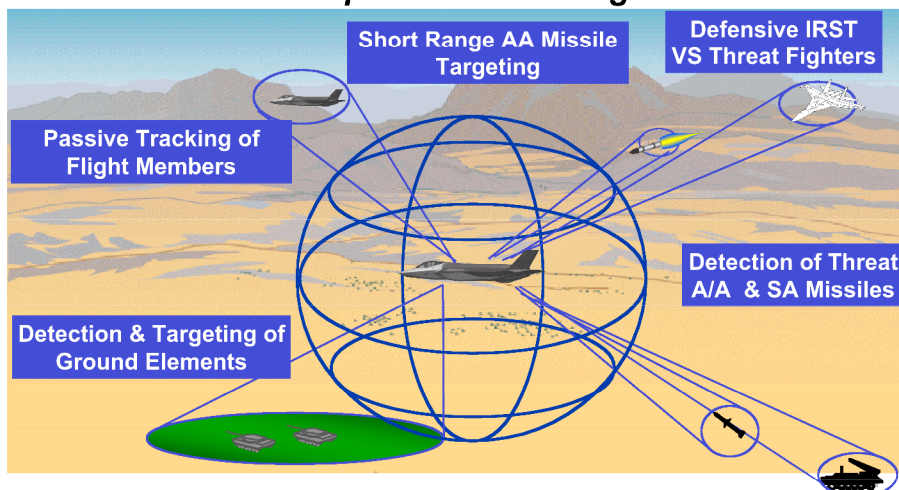 Short Range AA Missile
Targeting
Defensive IRST
VS Threat Fighters
Passive Tracking of
Flight Members
Detection of Threat
A/A & SA Missiles
Detection & Targeting of
Ground Elements